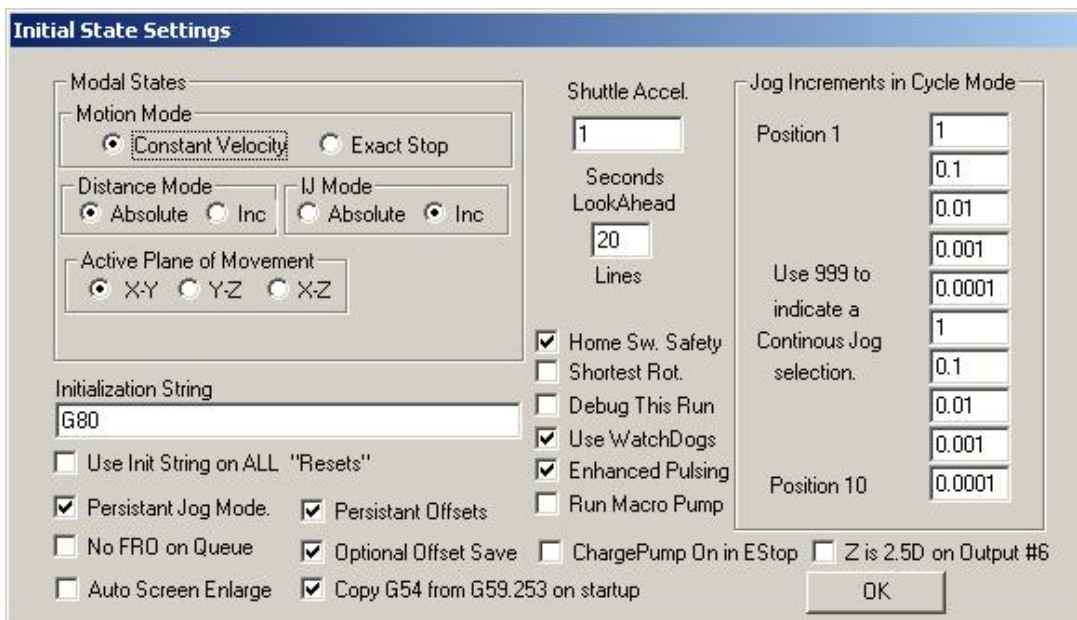 Initial State Settings
Modal States
Motion Mode
Constant Velocity
Exact Stop
Distance Mode
Absolute
Inc
IJ Mode
Absolute
Inc
Active Plane of Movement
X-Y
Y-Z
X-Z
Initialization String
G80
Use Init String on ALL "Resets"
Persistant Jog Mode.
Persistant Offsets
No FRO on Queue
Optional Offset Save
Auto Screen Enlarge
Copy G54 from G59.253 on startup
Shuttle Accel.
1
Seconds
LookAhead
20
Lines
Home Sw. Safety
Shortest Rot.
Debug This Run
Use WatchDogs
Enhanced Pulsing
Run Macro Pump
ChargePump On in EStop
Z is 2.5D on Output #6
Jog Increments in Cycle Mode
Position 1
1
0.1
0.01
0.001
0.0001
1
0.1
0.01
0.001
0.0001
Use 999 to
indicate a
Continous Jog
selection.
Position 10
OK